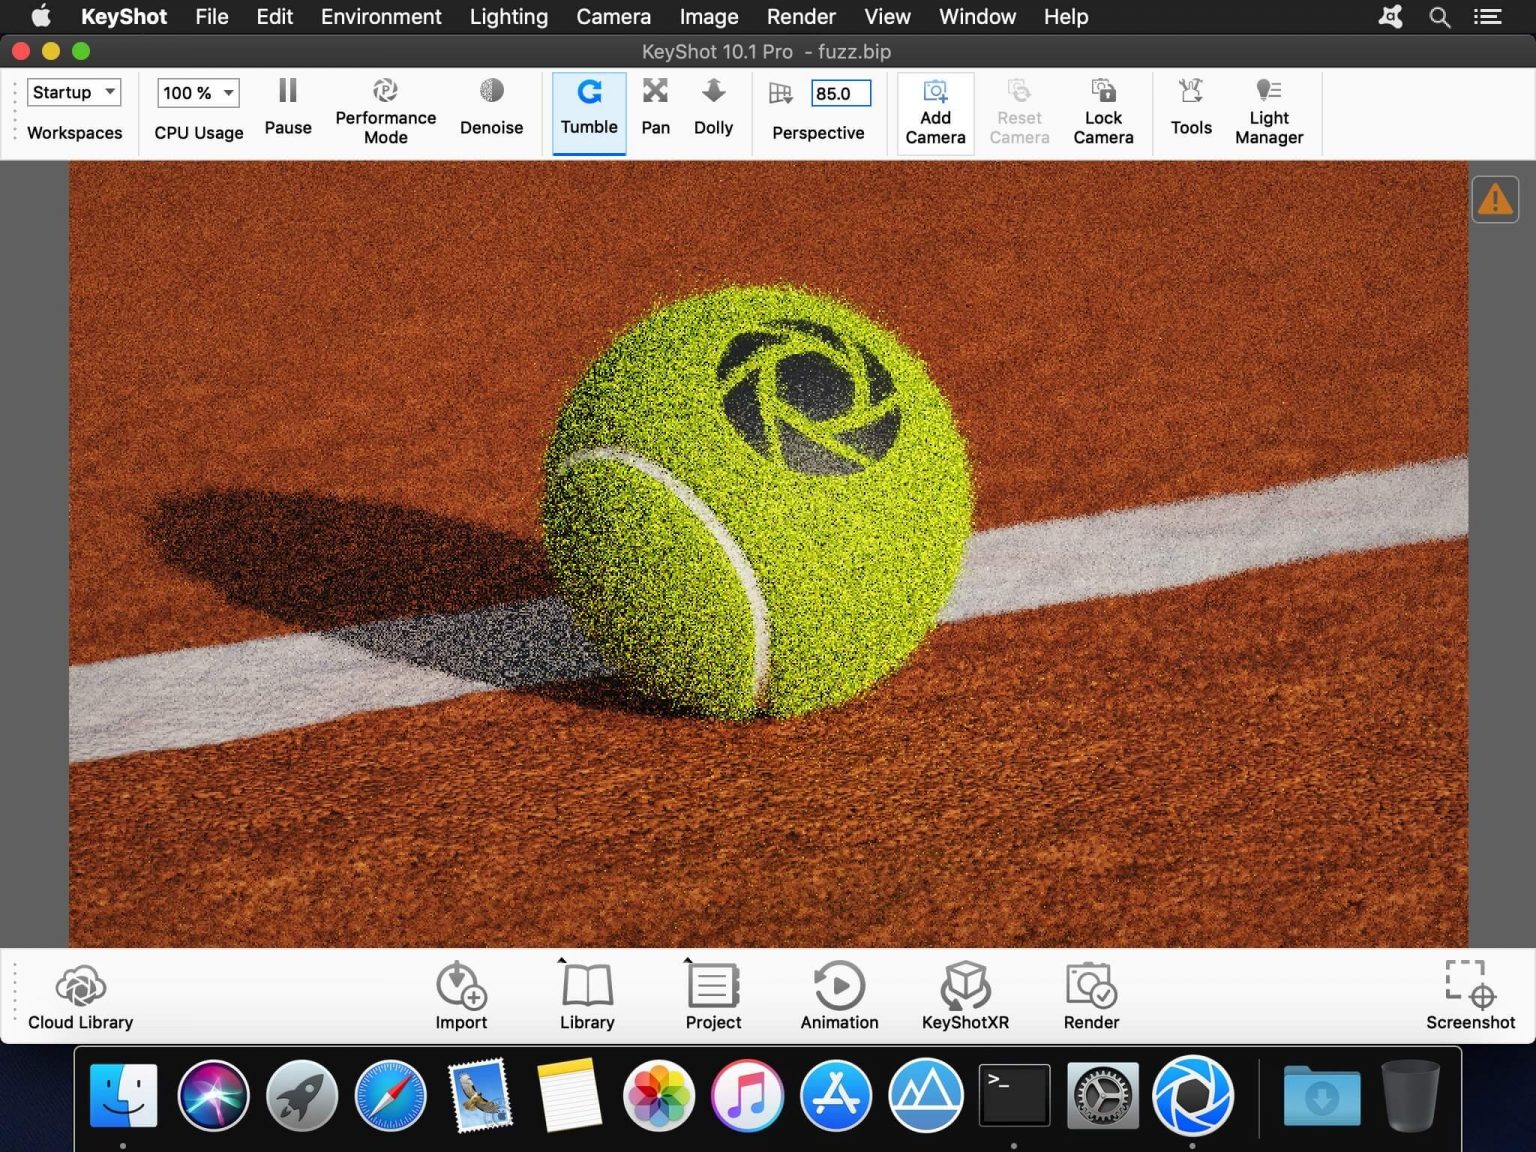 KeyShot File Edit Environment Lighting Camera Image Render View Window Help
KeyShot 10.1 Pro - fuzz.bip
Startup
Workspaces
100 %
CPU Usage
Pause
Performance
Mode
Denoise
Tumble
Pan
Dolly
85.0
Perspective
Add
Camera
Reset
Camera
Lock
Camera
Tools
Light
Manager
Cloud Library
Import
Library
Project
Animation
KeyShotXR
Render
Screenshot
>_